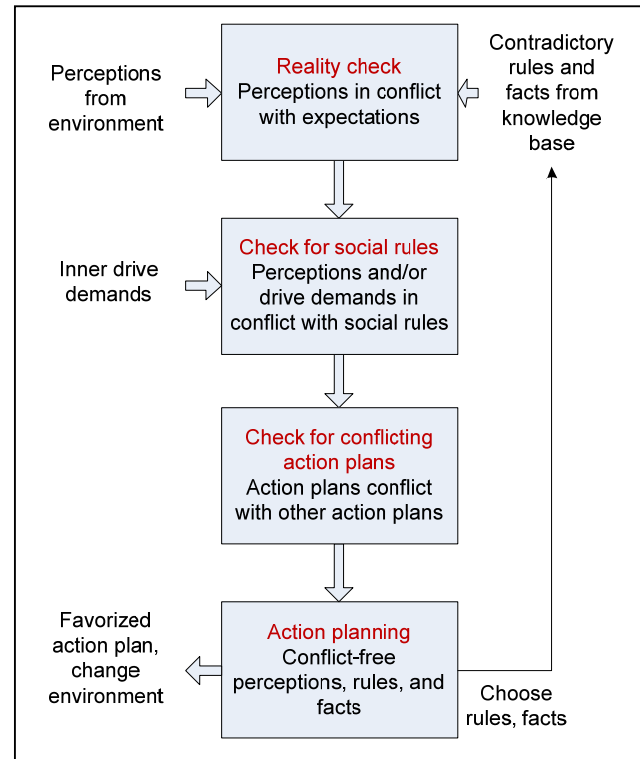 Perceptions
from
environment
Reality check
Perceptions in conflict
with expectations
Contradictory
rules and
facts from
knowledge
base
Inner drive
demands
Check for social rules
Perceptions and/or
drive demands in
conflict with social rules
Check for conflicting
action plans
Action plans conflict
with other action plans
Favorized
action plan,
change
environment
Action planning
Conflict-free
perceptions, rules, and
facts
Choose
rules, facts